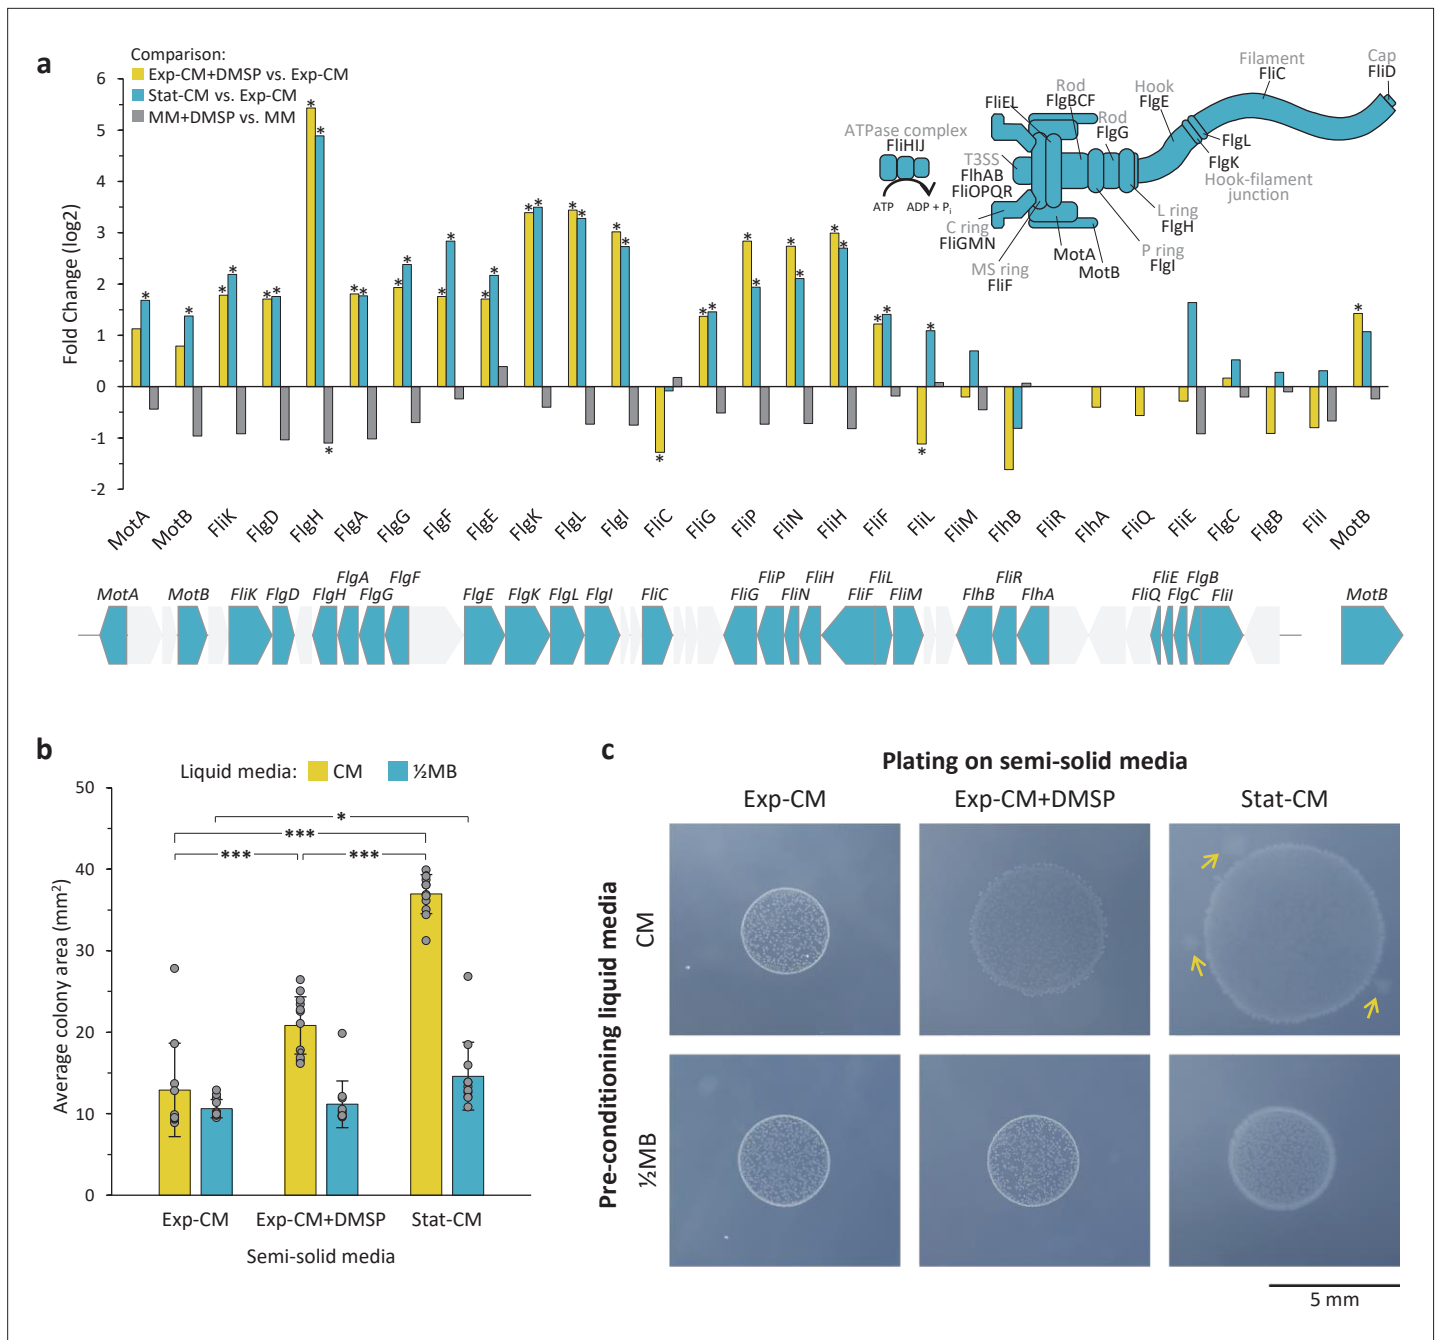 a
Comparison:
Exp-CM+DMSP vs. Exp-CM
Stat-CM vs. Exp-CM
MM+DMSP vs. MM
Fold Change (log2)
6
5
4
3
2
1
0
-1
-2
* * * * * * * * * * * * * * * * * * * * * * * * * * * * * * * * * * * * * * *
MotA MotB FliK FlgD FlgH FlgA FlgG FlgF FlgE FlgK FlgL FlgI FliC FliG FliP FliN FliH FliF FliL FliM FlhB FliR FlhA FliQ FliE FlgC FlgB FliI MotB
Filament
FliC
Cap
FliD
Hook
FlgE
Rod
FlgBCF
FliEL
Rod
FlgG
ATPase complex
FliHIJ
ATP
ADP + Pi
T3SS
FlhAB
FliOPQR
C ring
FliGMN
MS ring
FliF
MotA
MotB
FlgL
FlgK
Hook-filament
junction
L ring
FlgH
P ring
FlgI
MotA MotB FliK FlgD FlgH FlgA FlgG FlgF FlgE FlgK FlgL FlgI FliC FliG FliP FliN FliH FliF FliL FliM FlhB FliR FlhA FliQ FliE FlgC FlgB FliI MotB
b
Liquid media: CM ½MB
Average colony area (mm²)
50
40
30
20
10
0
*
***
*** ***
Exp-CM Exp-CM+DMSP Stat-CM
Semi-solid media
c
Plating on semi-solid media
Exp-CM Exp-CM+DMSP Stat-CM
Pre-conditioning liquid media
CM
½MB
5 mm